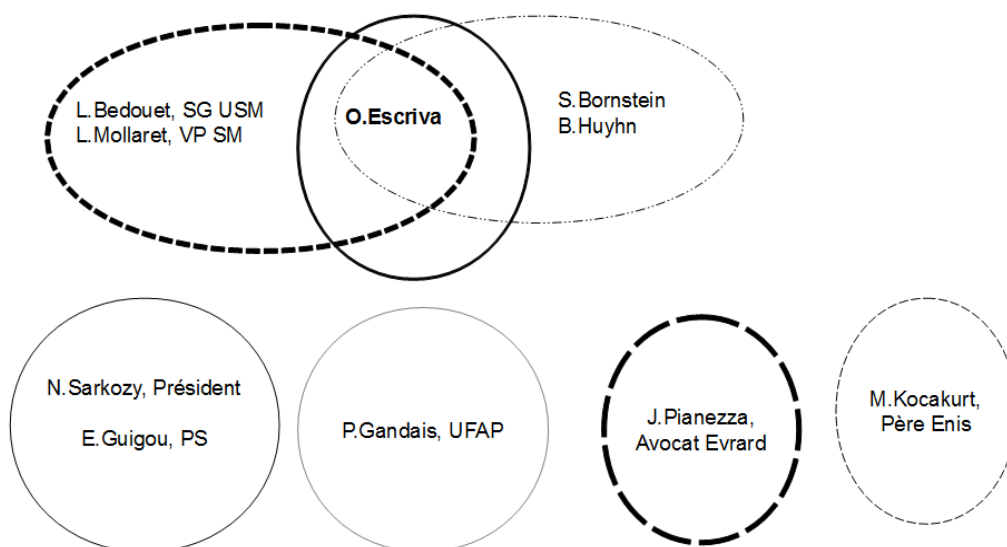 L.Bedouet, SG USM
L.Mollaret, VP SM
O.Escriva
S.Bornstein
B.Huyhn
N.Sarkozy, Président
E.Guigou, PS
P.Gandais, UFAP
J.Pianezza,
Avocat Evrard
M.Kocakurt,
Père Enis